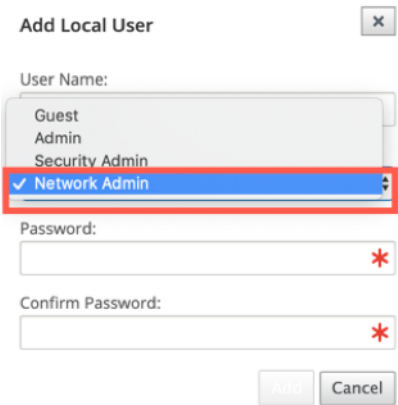 Add Local User
×
User Name:
Guest
Admin
Security Admin
✓ Network Admin
Password:
*
Confirm Password:
*
Add
Cancel